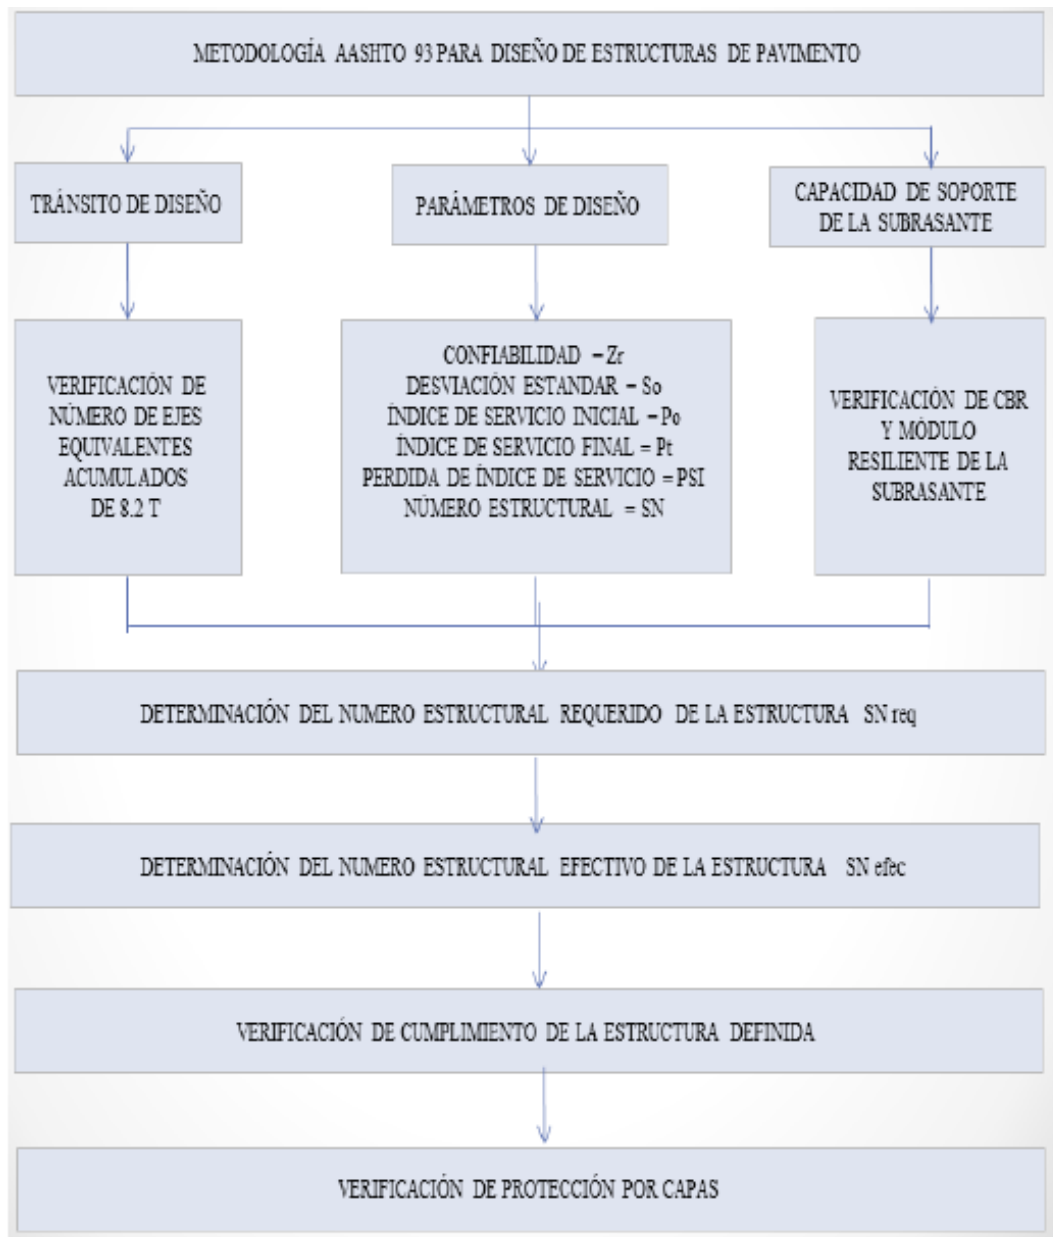 METODOLOGÍA AASHTO 93 PARA DISEÑO DE ESTRUCTURAS DE PAVIMENTO
TRÁNSITO DE DISEÑO
PARÁMETROS DE DISEÑO
CAPACIDAD DE SOPORTE
DE LA SUBRASANTE
VERIFICACIÓN DE
NÚMERO DE EJES
EQUIVALENTES
ACUMULADOS
DE 8.2 T
CONFIABILIDAD = Zr
DESVIACIÓN ESTANDAR = So
ÍNDICE DE SERVICIO INICIAL = Po
ÍNDICE DE SERVICIO FINAL = Pt
PERDIDA DE ÍNDICE DE SERVICIO = PSI
NÚMERO ESTRUCTURAL = SN
VERIFICACIÓN DE CBR
Y MÓDULO
RESILIENTE DE LA
SUBRASANTE
DETERMINACIÓN DEL NUMERO ESTRUCTURAL REQUERIDO DE LA ESTRUCTURA SN req
DETERMINACIÓN DEL NUMERO ESTRUCTURAL EFECTIVO DE LA ESTRUCTURA SN efec
VERIFICACIÓN DE CUMPLIMIENTO DE LA ESTRUCTURA DEFINIDA
VERIFICACIÓN DE PROTECCIÓN POR CAPAS